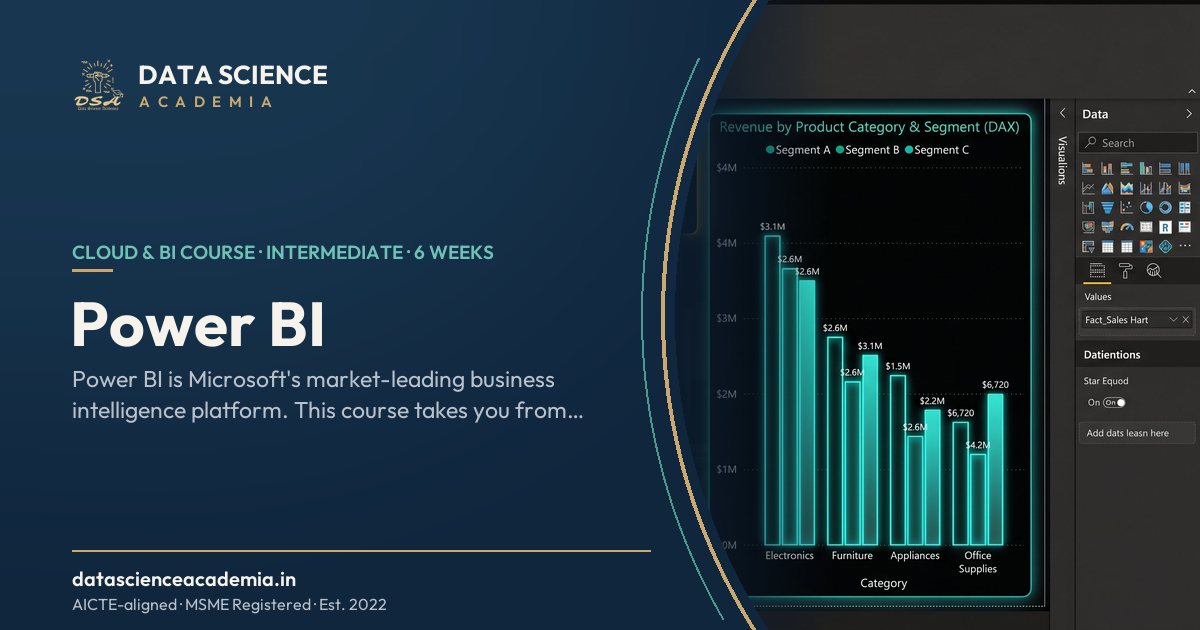 DATA SCIENCE
ACADEMIA
DSA
CLOUD & BI COURSE · INTERMEDIATE · 6 WEEKS
Power BI
Power BI is Microsoft's market-leading business
intelligence platform. This course takes you from...
datascienceacademia.in
AICTE-aligned · MSME Registered · Est. 2022
Revenue by Product Category & Segment (DAX)
Segment A Segment B Segment C
$4M
$4M
$3M
$2M
$1M
0M
$3.1M
$2.6M
$2.6M
$2.6M
$2.6M
$3.1M
$1.5M
$2.6M
$2.2M
$6,720
$4.2M
$6,720
Electronics Furniture Appliances Office
Supplies
Category
Visualions
Data
Search
R
Values
Fact_Sales Hart
Datientions
Star Equod
On On
Add dats leasn here